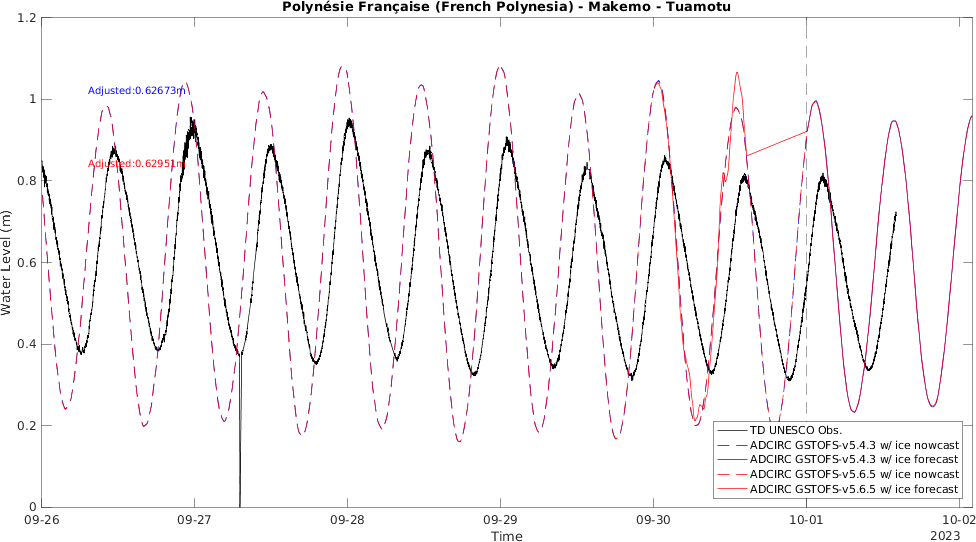 Polynésie Française (French Polynesia) - Makemo - Tuamotu
1.2
1
0.8
0.6
0.4
0.2
0
Water Level (m)
Adjusted:0.62673m
Adjusted:0.62951m
TD UNESCO Obs.
ADCIRC GSTOFS-v5.4.3 w/ ice nowcast
ADCIRC GSTOFS-v5.4.3 w/ ice forecast
ADCIRC GSTOFS-v5.6.5 w/ ice nowcast
ADCIRC GSTOFS-v5.6.5 w/ ice forecast
09-26 09-27 09-28 09-29 09-30 10-01 10-02
Time
2023